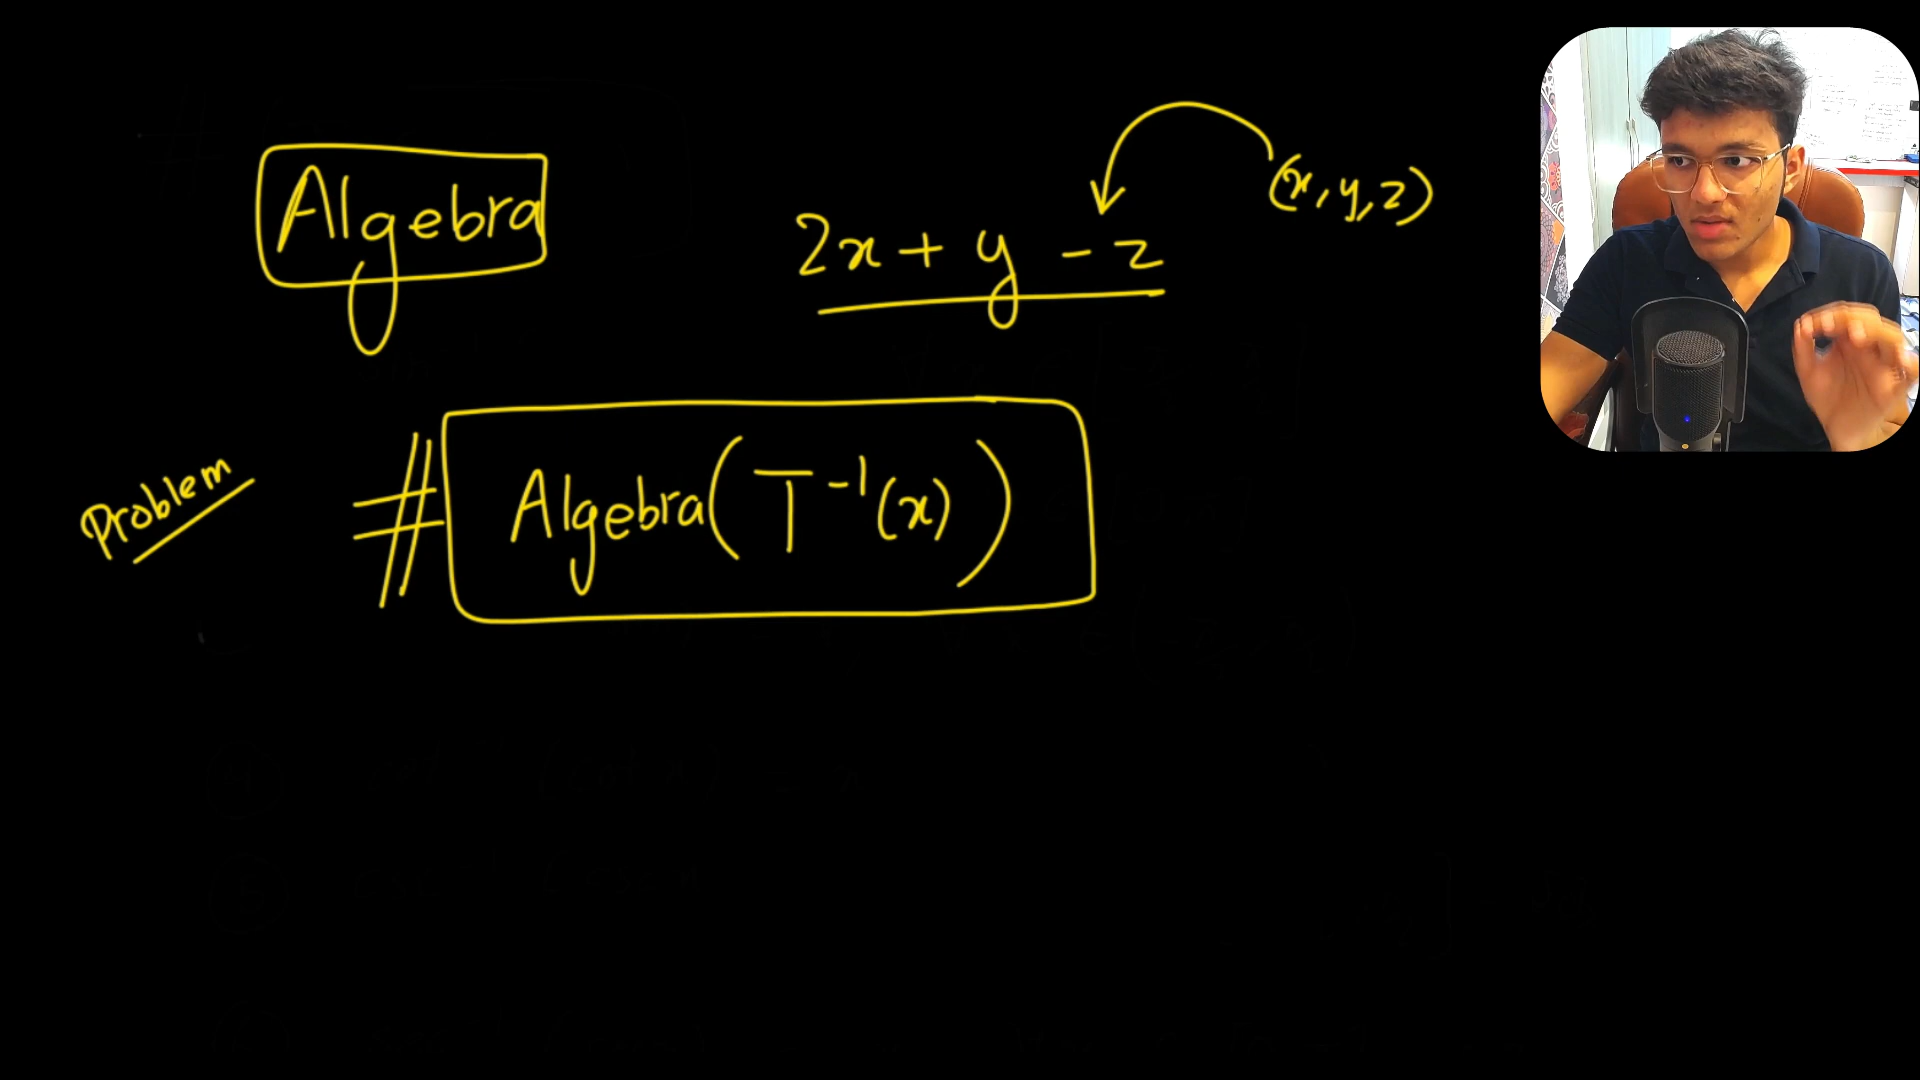 Algebra
(x, y, z)
2x + y - z
Problem
# Algebra(T⁻¹(x))